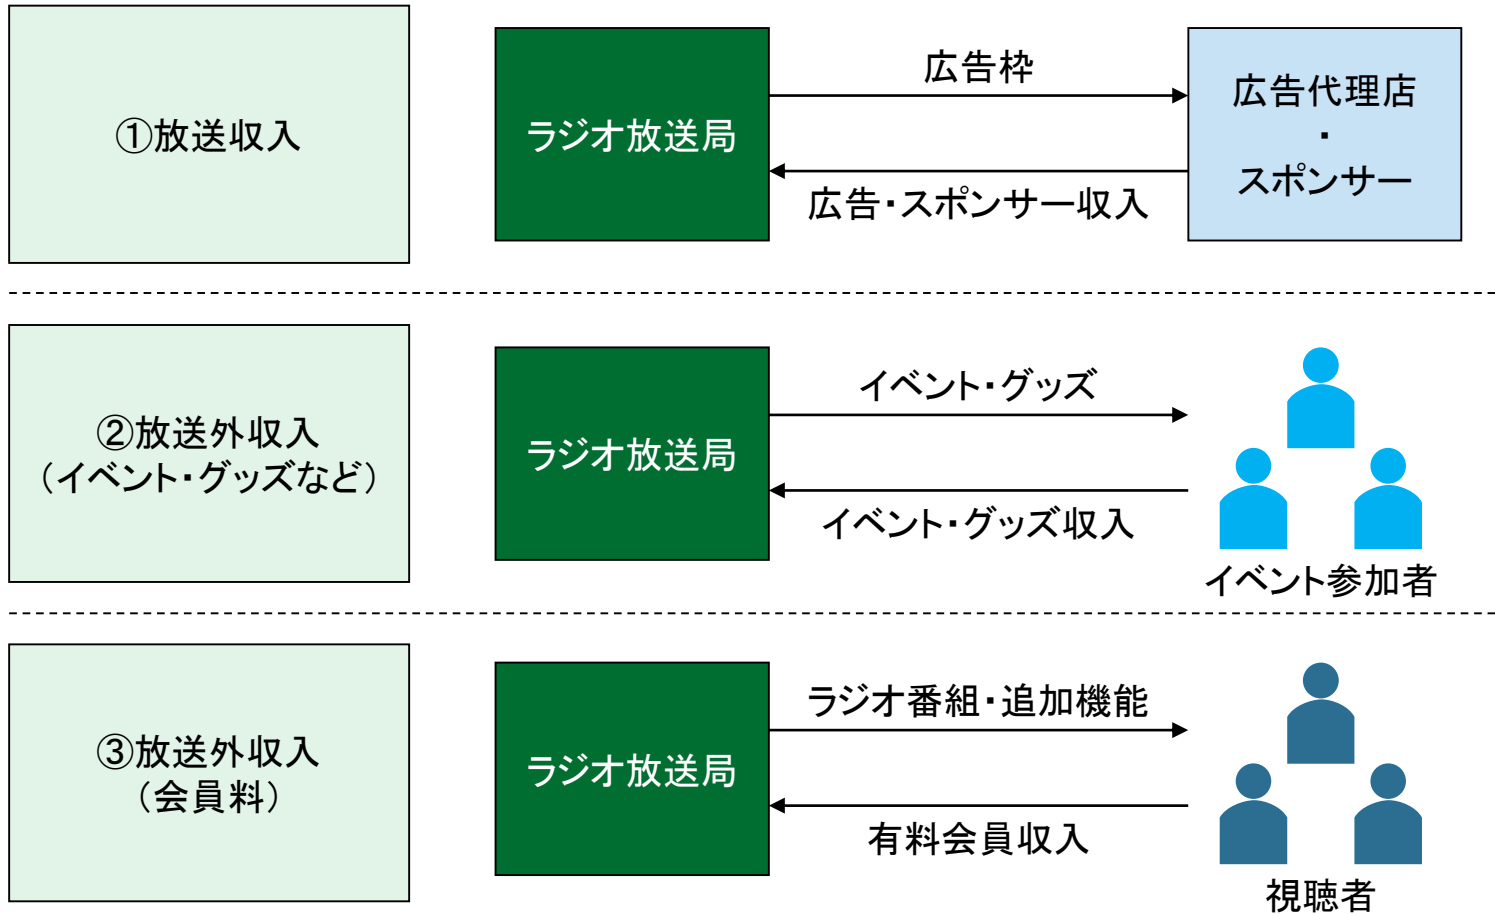 ①放送収入
ラジオ放送局
広告枠
広告・スポンサー収入
広告代理店
・
スポンサー
②放送外収入
（イベント・グッズなど）
ラジオ放送局
イベント・グッズ
イベント・グッズ収入
イベント参加者
③放送外収入
（会員料）
ラジオ放送局
ラジオ番組・追加機能
有料会員収入
視聴者